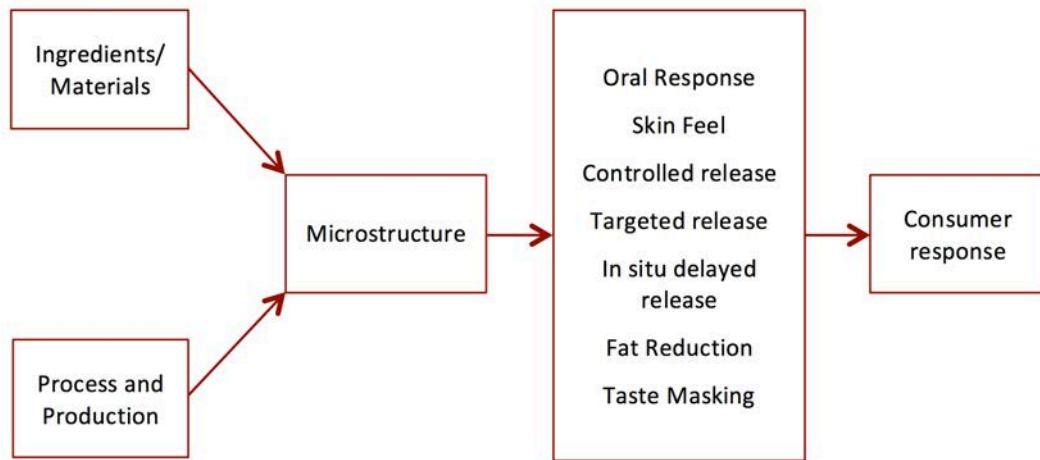 Ingredients/
Materials
Process and
Production
Microstructure
Oral Response
Skin Feel
Controlled release
Targeted release
In situ delayed
release
Fat Reduction
Taste Masking
Consumer
response